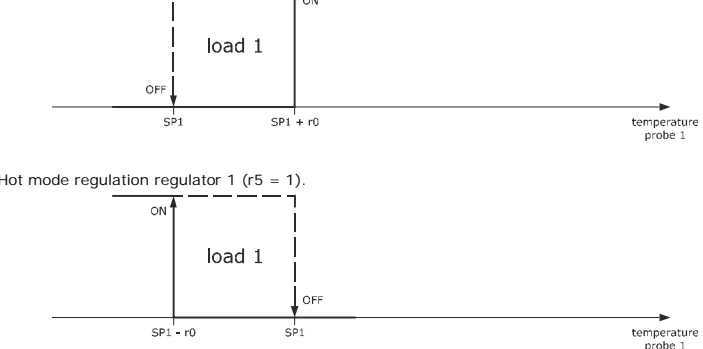 ON
load 1
OFF
SP1 SP1 + r0 temperature
probe 1
Hot mode regulation regulator 1 (r5 = 1).
ON
load 1
OFF
SP1 - r0 SP1 temperature
probe 1